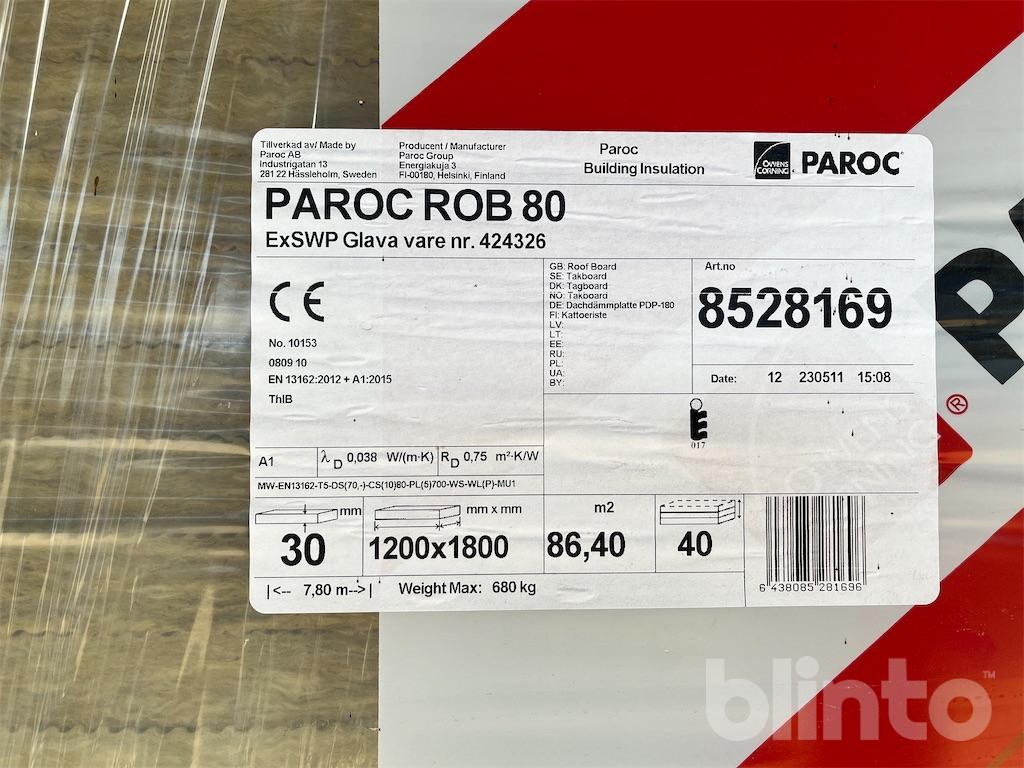 Tillverkad av/ Made by
Paroc AB
Industrigatan 13
281 22 Hässleholm, Sweden
Producent / Manufacturer
Paroc Group
Energiakuja 3
FI-00180, Helsinki, Finland
Paroc
Building Insulation
OWENS
CORNING
PAROC®
PAROC ROB 80
ExSWP Glava vare nr. 424326
CE
No. 10153
0809 10
EN 13162:2012 + A1:2015
ThIB
GB: Roof Board
SE: Takboard
DK: Tagboard
NO: Takboard
DE: Dachdämmplatte PDP-180
FI: Kattoeriste
LV:
LT:
EE:
RU:
PL:
UA:
BY:
Art.no
8528169
Date: 12 230511 15:08
E
017
A1
λD 0,038 W/(m·K)
RD 0,75 m²·K/W
MW-EN13162-T5-DS(70,-)-CS(10)80-PL(5)700-WS-WL(P)-MU1
mm
30
mm x mm
1200x1800
m2
86,40
40
|<-- 7,80 m-->|
Weight Max: 680 kg
6 438085 281696
P
®
blinto™